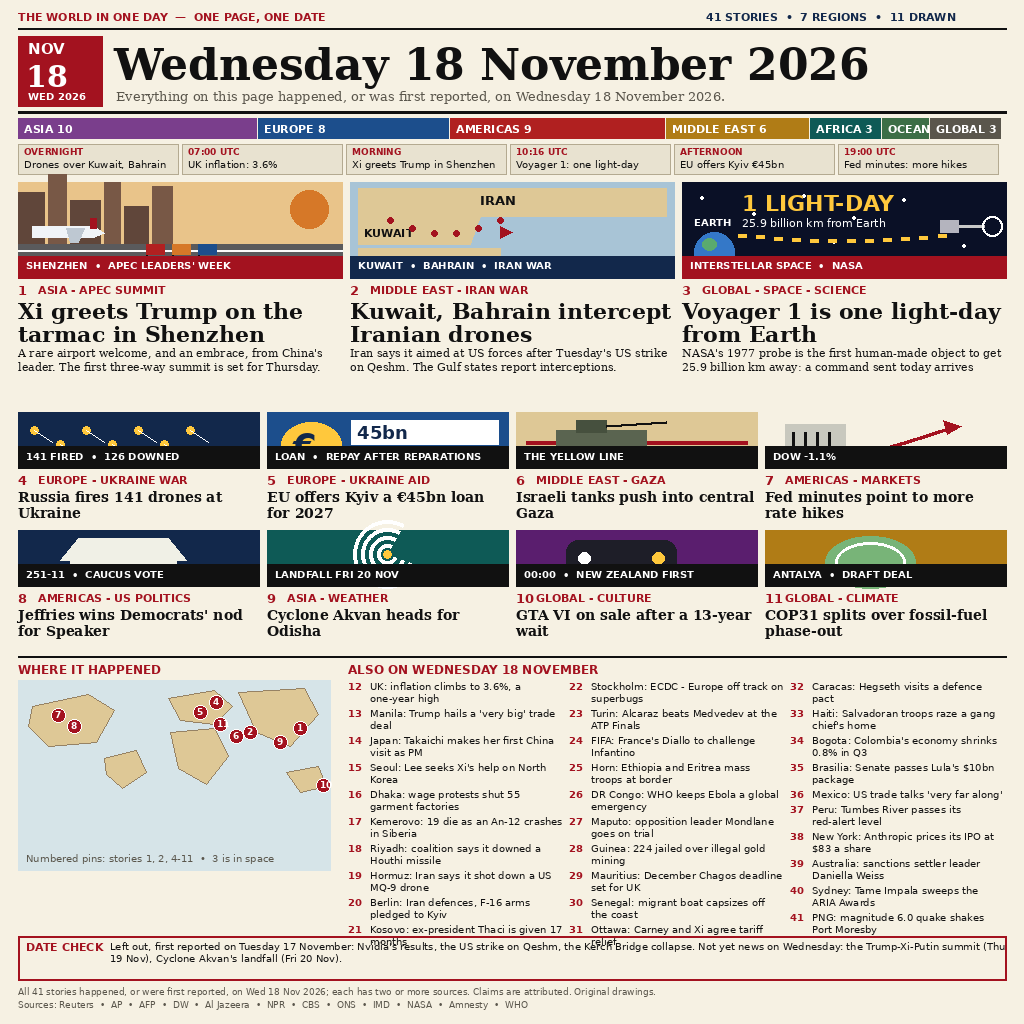 THE WORLD IN ONE DAY — ONE PAGE, ONE DATE
41 STORIES • 7 REGIONS • 11 DRAWN
NOV
18
WED 2026
Wednesday 18 November 2026
Everything on this page happened, or was first reported, on Wednesday 18 November 2026.
ASIA 10
EUROPE 8
AMERICAS 9
MIDDLE EAST 6
AFRICA 3
OCEAN
GLOBAL 3
OVERNIGHT
Drones over Kuwait, Bahrain
07:00 UTC
UK inflation: 3.6%
MORNING
Xi greets Trump in Shenzhen
10:16 UTC
Voyager 1: one light-day
AFTERNOON
EU offers Kyiv €45bn
19:00 UTC
Fed minutes: more hikes
SHENZHEN • APEC LEADERS' WEEK
1 ASIA - APEC SUMMIT
Xi greets Trump on the
tarmac in Shenzhen
A rare airport welcome, and an embrace, from China's
leader. The first three-way summit is set for Thursday.
IRAN
KUWAIT
KUWAIT • BAHRAIN • IRAN WAR
2 MIDDLE EAST - IRAN WAR
Kuwait, Bahrain intercept
Iranian drones
Iran says it aimed at US forces after Tuesday's US strike
on Qeshm. The Gulf states report interceptions.
1 LIGHT-DAY
EARTH
25.9 billion km from Earth
INTERSTELLAR SPACE • NASA
3 GLOBAL - SPACE - SCIENCE
Voyager 1 is one light-day
from Earth
NASA's 1977 probe is the first human-made object to get
25.9 billion km away: a command sent today arrives
141 FIRED • 126 DOWNED
4 EUROPE - UKRAINE WAR
Russia fires 141 drones at
Ukraine
€
45bn
LOAN • REPAY AFTER REPARATIONS
5 EUROPE - UKRAINE AID
EU offers Kyiv a €45bn loan
for 2027
THE YELLOW LINE
6 MIDDLE EAST - GAZA
Israeli tanks push into central
Gaza
DOW -1.1%
7 AMERICAS - MARKETS
Fed minutes point to more
rate hikes
251-11 • CAUCUS VOTE
8 AMERICAS - US POLITICS
Jeffries wins Democrats' nod
for Speaker
LANDFALL FRI 20 NOV
9 ASIA - WEATHER
Cyclone Akvan heads for
Odisha
00:00 • NEW ZEALAND FIRST
10 GLOBAL - CULTURE
GTA VI on sale after a 13-year
wait
ANTALYA • DRAFT DEAL
11 GLOBAL - CLIMATE
COP31 splits over fossil-fuel
phase-out
WHERE IT HAPPENED
7
8
4
5
6
2
9
1
Numbered pins: stories 1, 2, 4-11 • 3 is in space
ALSO ON WEDNESDAY 18 NOVEMBER
12 UK: inflation climbs to 3.6%, a
one-year high
13 Manila: Trump hails a 'very big' trade
deal
14 Japan: Takaichi makes her first China
visit as PM
15 Seoul: Lee seeks Xi's help on North
Korea
16 Dhaka: wage protests shut 55
garment factories
17 Kemerovo: 19 die as an An-12 crashes
in Siberia
18 Riyadh: coalition says it downed a
Houthi missile
19 Hormuz: Iran says it shot down a US
MQ-9 drone
20 Berlin: Iran defences, F-16 arms
pledged to Kyiv
21 Kosovo: ex-president Thaci is given 17
months
22 Stockholm: ECDC - Europe off track on
superbugs
23 Turin: Alcaraz beats Medvedev at the
ATP Finals
24 FIFA: France's Diallo to challenge
Infantino
25 Horn: Ethiopia and Eritrea mass
troops at border
26 DR Congo: WHO keeps Ebola a global
emergency
27 Maputo: opposition leader Mondlane
goes on trial
28 Guinea: 224 jailed over illegal gold
mining
29 Mauritius: December Chagos deadline
set for UK
30 Senegal: migrant boat capsizes off
the coast
31 Ottawa: Carney and Xi agree tariff
relief
32 Caracas: Hegseth visits a defence
pact
33 Haiti: Salvadoran troops raze a gang
chief's home
34 Bogota: Colombia's economy shrinks
0.8% in Q3
35 Brasilia: Senate passes Lula's $10bn
package
36 Mexico: US trade talks 'very far along'
37 Peru: Tumbes River passes its
red-alert level
38 New York: Anthropic prices its IPO at
$83 a share
39 Australia: sanctions settler leader
Daniella Weiss
40 Sydney: Tame Impala sweeps the
ARIA Awards
41 PNG: magnitude 6.0 quake shakes
Port Moresby
DATE CHECK Left out, first reported on Tuesday 17 November: Nvidia's results, the US strike on Qeshm, the Kerch Bridge collapse. Not yet news on Wednesday: the Trump-Xi-Putin summit (Thu
19 Nov), Cyclone Akvan's landfall (Fri 20 Nov).
All 41 stories happened, or were first reported, on Wed 18 Nov 2026; each has two or more sources. Claims are attributed. Original drawings.
Sources: Reuters • AP • AFP • DW • Al Jazeera • NPR • CBS • ONS • IMD • NASA • Amnesty • WHO